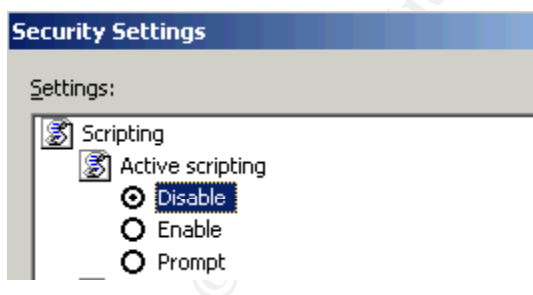 Security Settings
Settings:
Scripting
Active scripting
Disable
Enable
Prompt